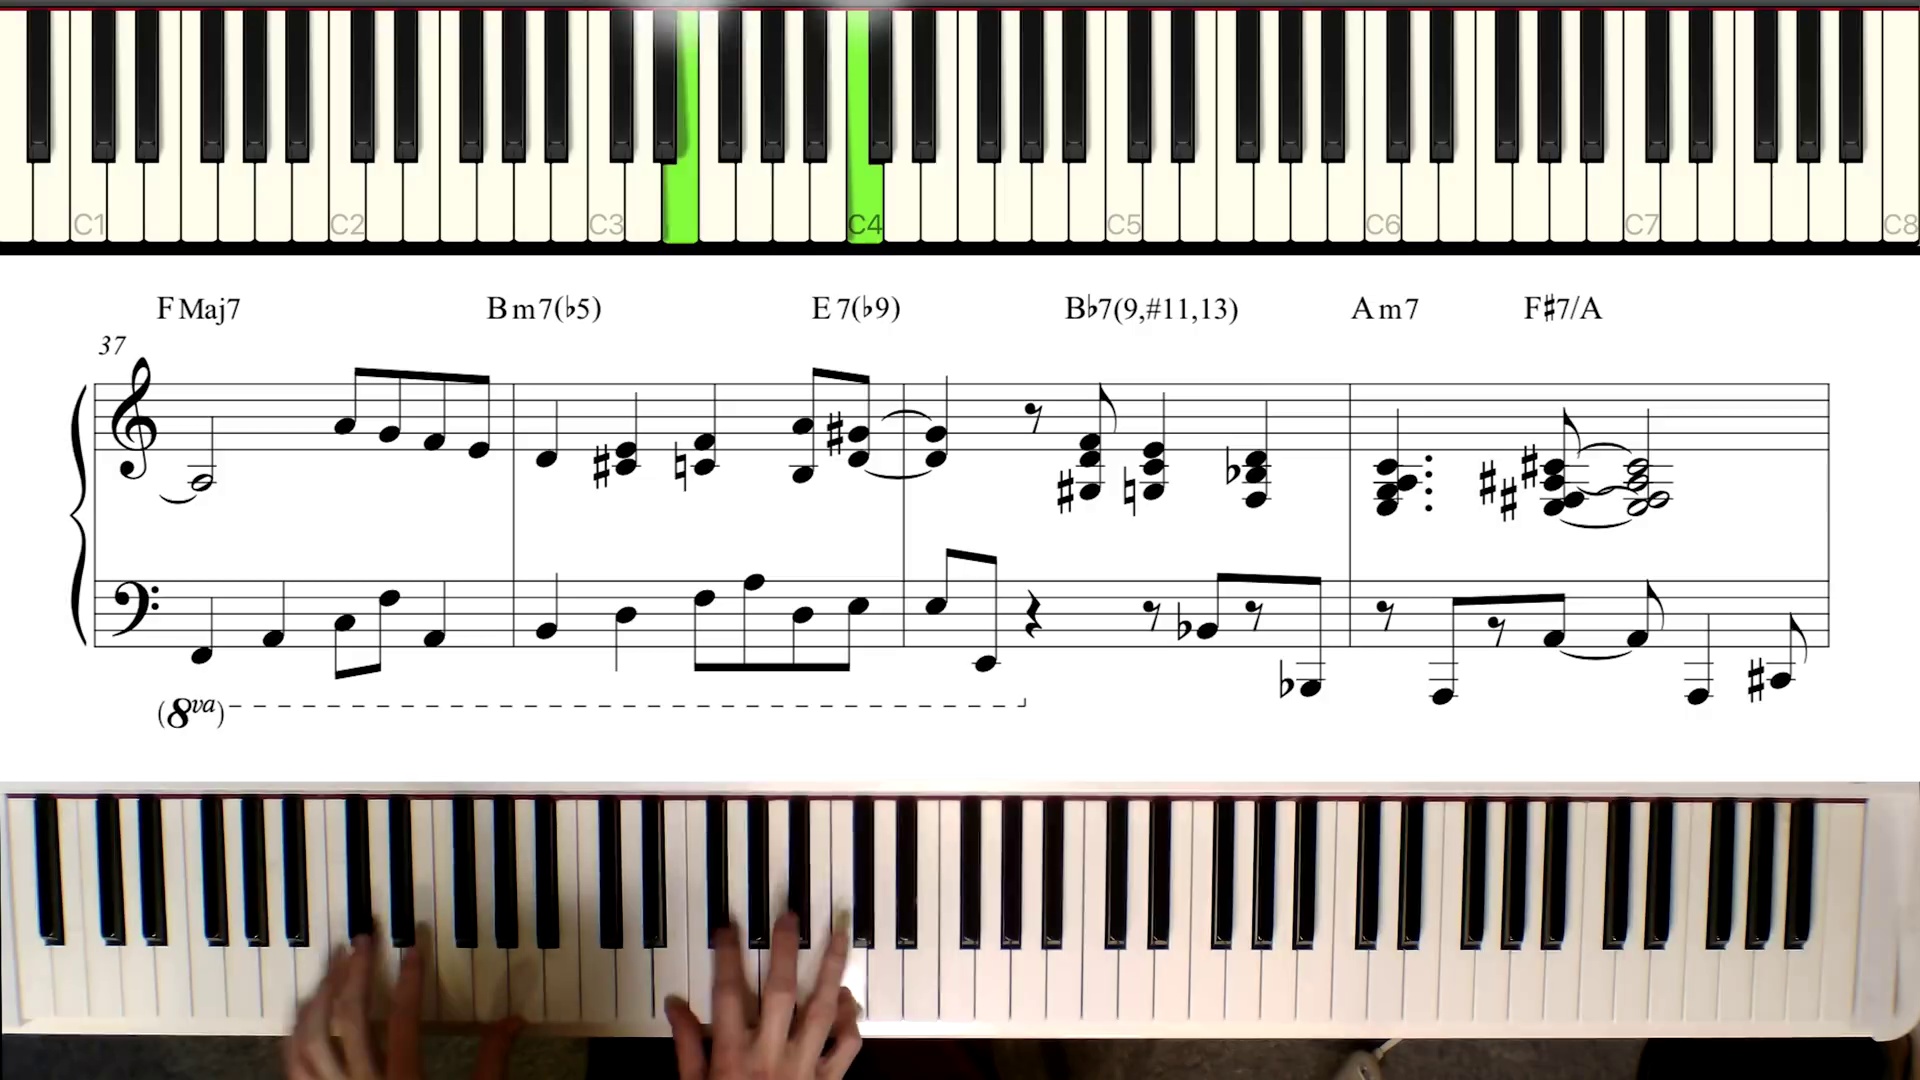 C1 C2 C3 C4 C5 C6 C7 C8
F Maj7 B m7(♭5) E 7(♭9) B♭7(9,#11,13) A m7 F♯7/A
37
(8va)